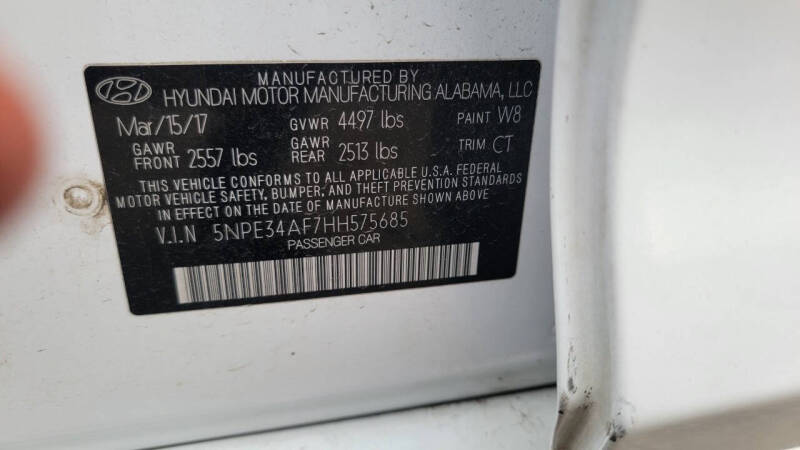 MANUFACTURED BY
HYUNDAI MOTOR MANUFACTURING ALABAMA, LLC
Mar/15/17 GVWR 4497 lbs PAINT W8
GAWR FRONT 2557 lbs GAWR REAR 2513 lbs TRIM CT
THIS VEHICLE CONFORMS TO ALL APPLICABLE U.S.A. FEDERAL
MOTOR VEHICLE SAFETY, BUMPER, AND THEFT PREVENTION STANDARDS
IN EFFECT ON THE DATE OF MANUFACTURE SHOWN ABOVE.
V.I.N 5NPE34AF7HH575685
PASSENGER CAR